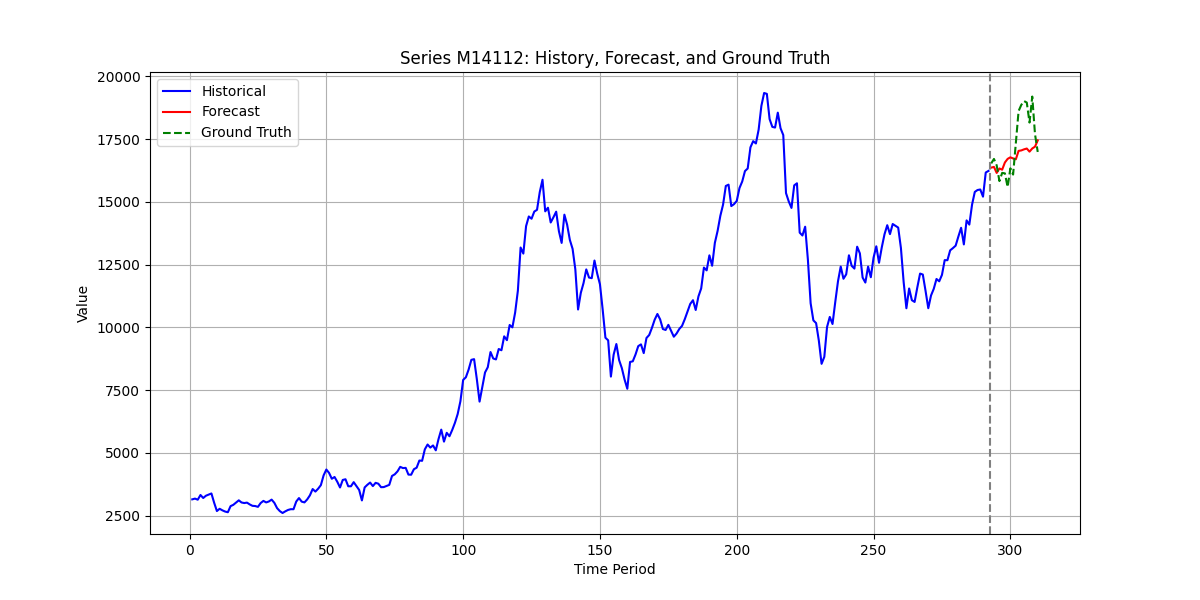 Series M14112: History, Forecast, and Ground Truth
Historical
Forecast
Ground Truth
20000
17500
15000
12500
10000
7500
5000
2500
Value
0 50 100 150 200 250 300
Time Period